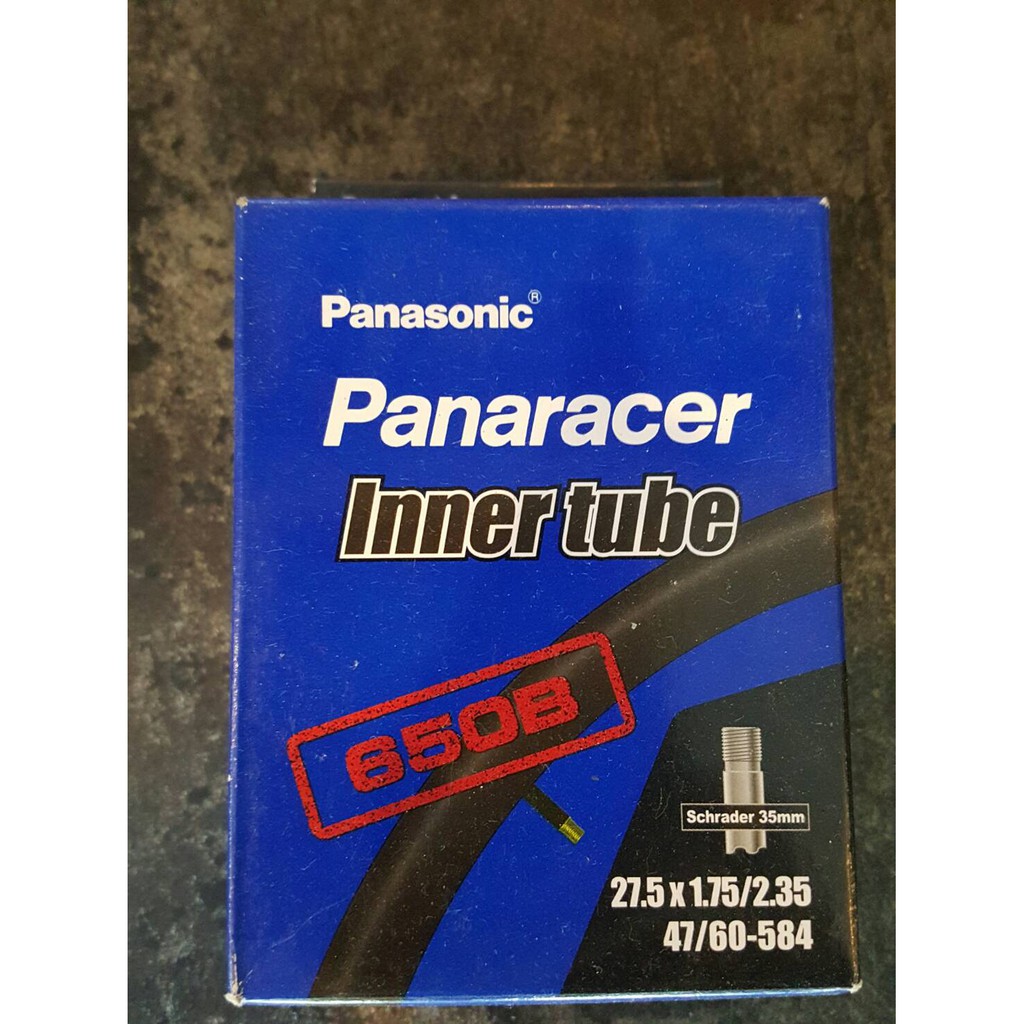 Panasonic®
Panaracer
Inner tube
650B
Schrader 35mm
27.5 x 1.75/2.35
47/60-584